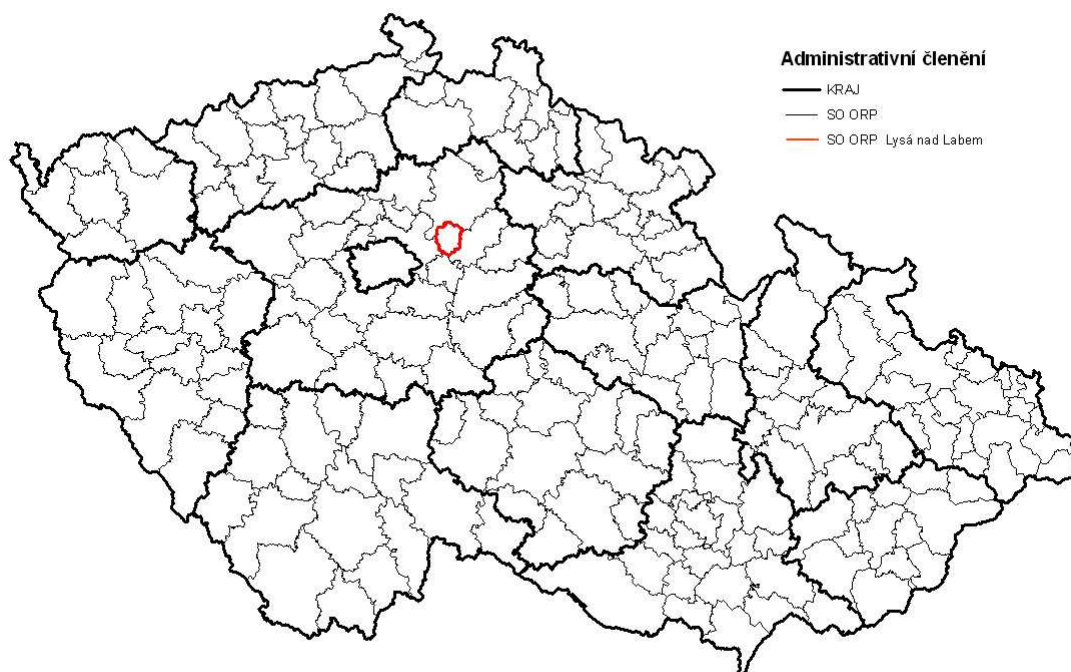 Administrativní členění
KRAJ
SO ORP
SO ORP Lysá nad Labem